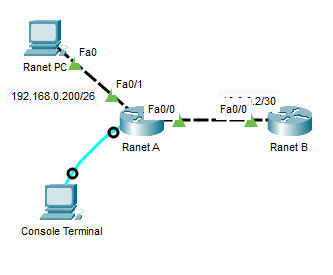 Fa0
Ranet PC
Fa0/1
192.168.0.200/26
Fa0/0
Fa0/0
.2/30
Ranet A
Ranet B
Console Terminal